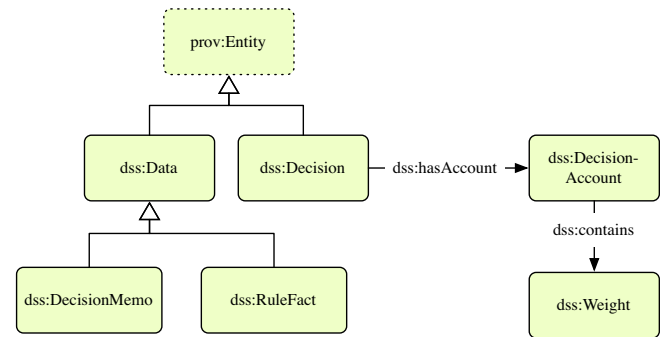 prov:Entity
dss:Data
dss:Decision
dss:hasAccount
dss:Decision-
Account
dss:contains
dss:DecisionMemo
dss:RuleFact
dss:Weight